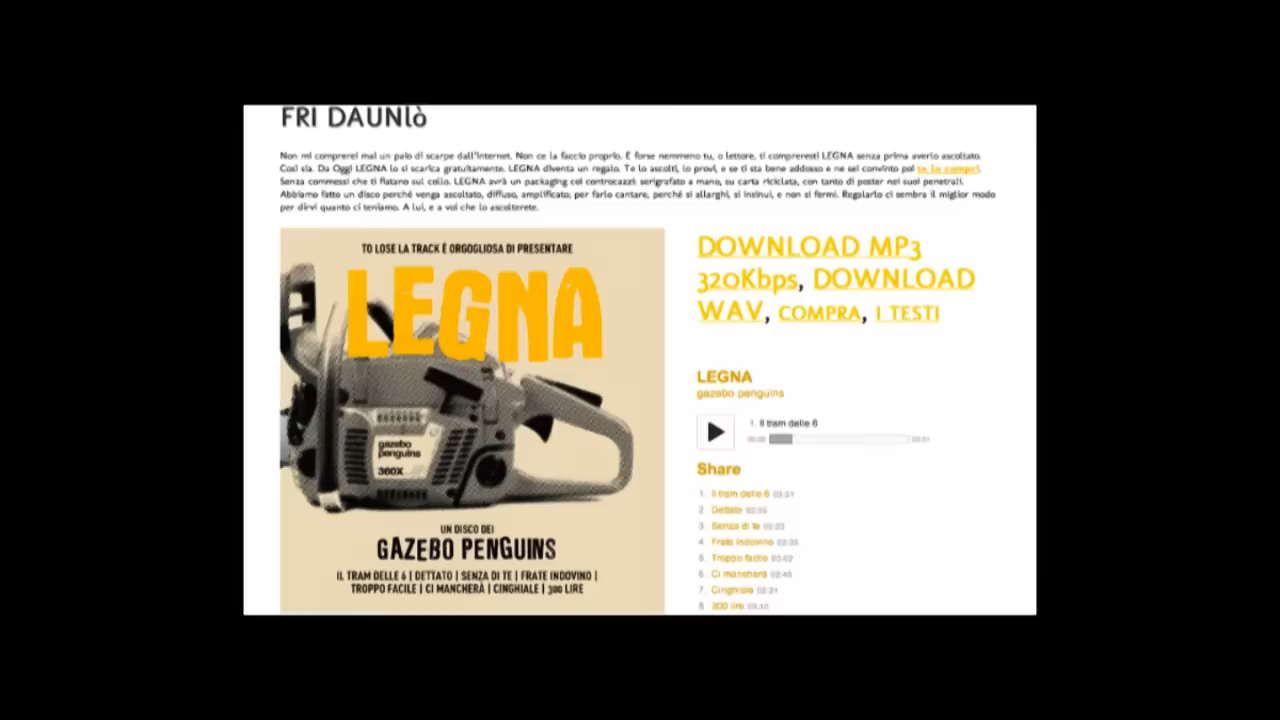 FRI DAUNlò
Non mi comprerei mai un paio di scarpe dall'internet. Non ce la faccio proprio. E forse nemmeno tu, o lettore, ti compreresti LEGNA senza prima averlo ascoltato.
Così sia. Da Oggi LEGNA lo si scarica gratuitamente. LEGNA diventa un regalo. Te lo ascolti, lo provi, e se ti sta bene addosso e ne sei convinto poi te lo compri.
Senza commessi che ti fiatano sul collo. LEGNA avrà un packaging coi controcazzi serigrafato a mano, su carta riciclata, con tanto di poster nei suoi penetrali.
Abbiamo fatto un disco perché venga ascoltato, diffuso, amplificato; per farlo cantare, perché si allarghi, si insinui, e non si fermi. Regalarlo ci sembra il miglior modo
per dirvi quanto ci teniamo. A lui, e a voi che lo ascolterete.
TO LOSE LA TRACK È ORGOGLIOSA DI PRESENTARE
LEGNA
gazebo
penguins
360X
UN DISCO DEI
GAZEBO PENGUINS
IL TRAM DELLE 6 | DETTATO | SENZA DI TE | FRATE INDOVINO |
TROPPO FACILE | CI MANCHERÀ | CINGHIALE | 300 LIRE
DOWNLOAD MP3
320Kbps, DOWNLOAD
WAV, COMPRA, I TESTI
LEGNA
gazebo penguins
1. Il tram delle 6
00:00
Share
1. Il tram delle 6 03:51
2. Dettato
3. Senza di te
4. Frate indovino
5. Troppo facile
6. Ci mancherà 02:40
7. Cinghiale 02:21
8 300 lire